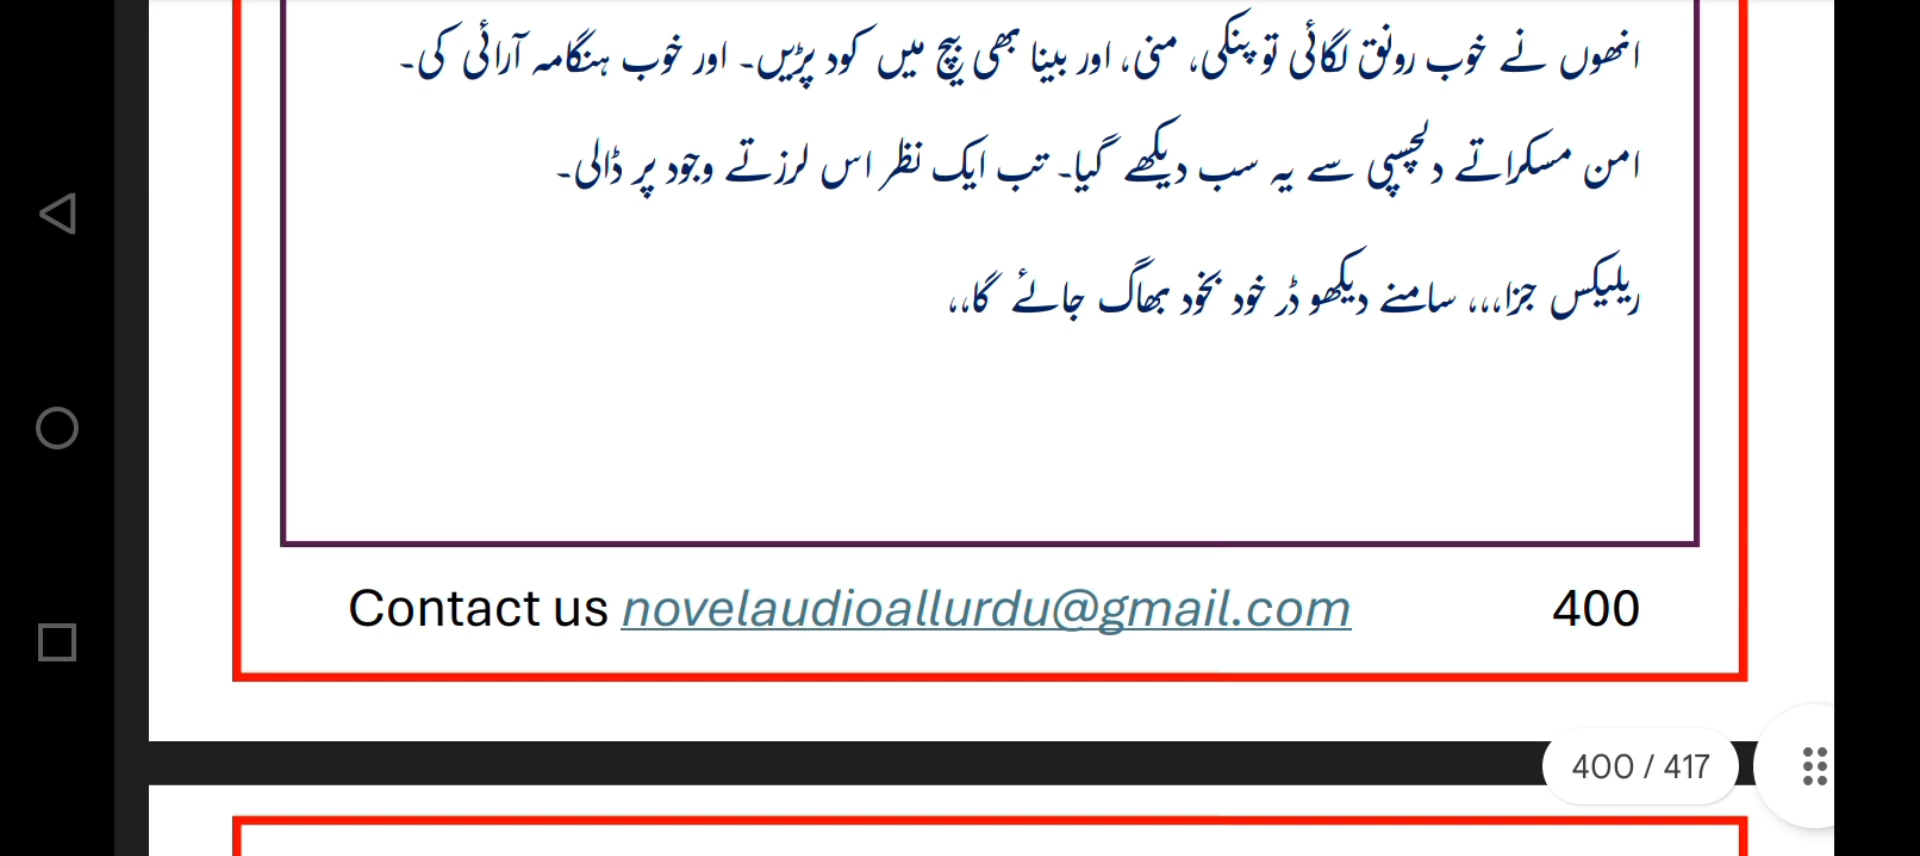 انھوں نے خوب رونق لگائی تو پنکی، منی، اور بینا بھی بیچ میں کود پڑیں۔ اور خوب ہنگامہ آرائی کی۔
امن مسکراتے دلچسپی سے یہ سب دیکھے گیا۔ تب ایک نظر اس لرزتے وجود پر ڈالی۔
ریلیکس جزا،،، سامنے دیکھو ڈر خود بخود بھاگ جائے گا،،
Contact us novelaudioallurdu@gmail.com 400
400 / 417